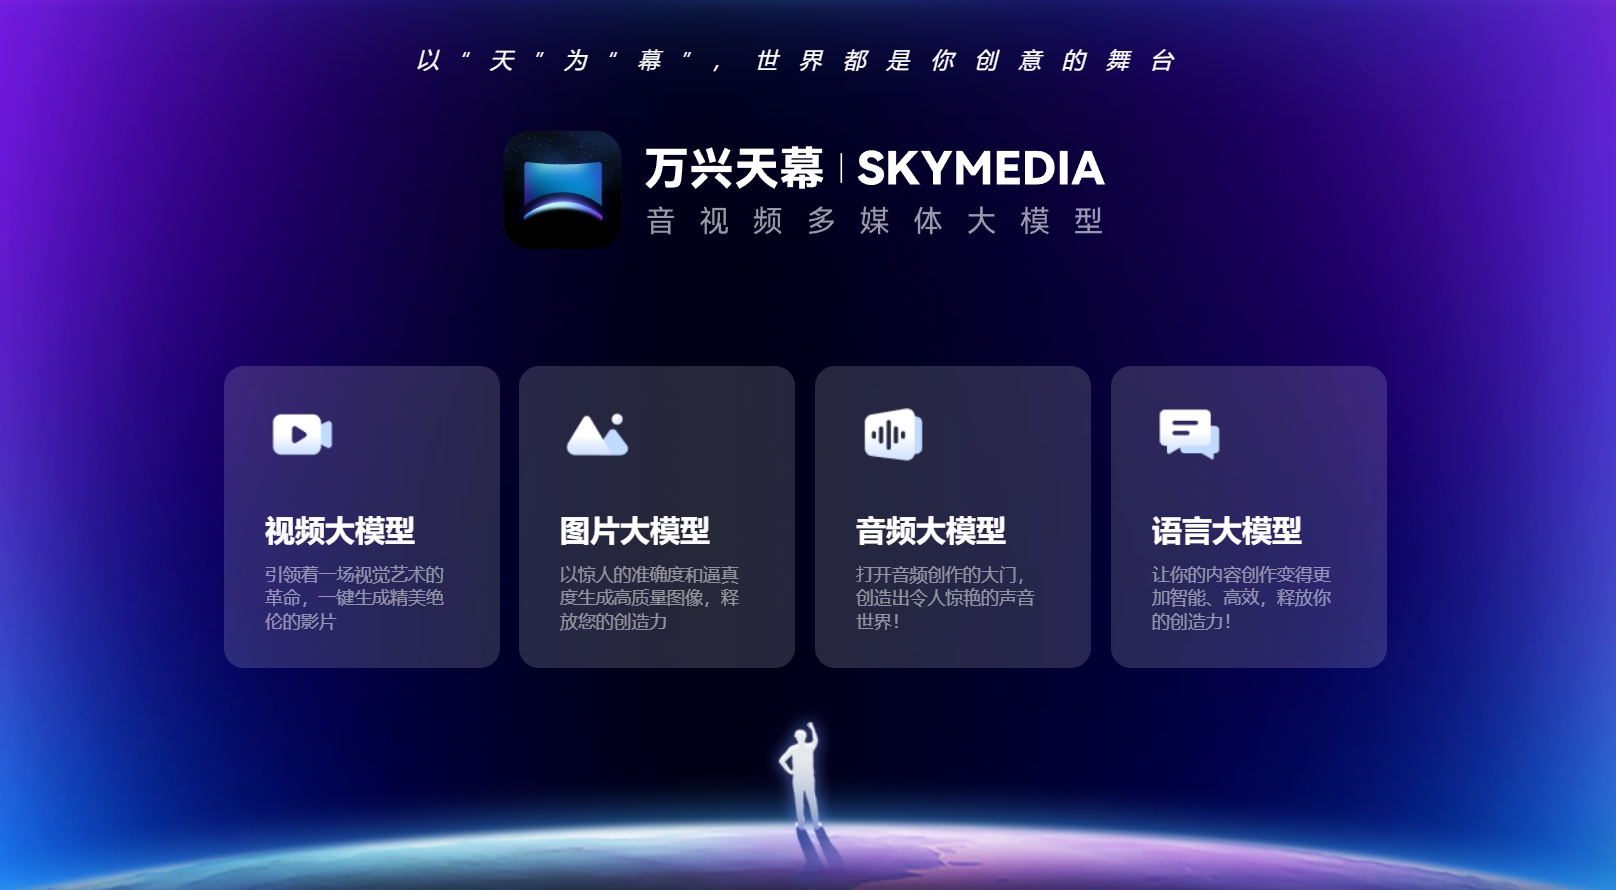 以“天”为“幕”，世界都是你创意的舞台
万兴天幕 | SKYMEDIA
音视频多媒体大模型
视频大模型
引领着一场视觉艺术的
革命，一键生成精美绝
伦的影片
图片大模型
以惊人的准确度和逼真
度生成高质量图像，释
放您的创造力
音频大模型
打开音频创作的大门，
创造出令人惊艳的声音
世界！
语言大模型
让你的内容创作变得更
加智能、高效，释放你
的创造力！